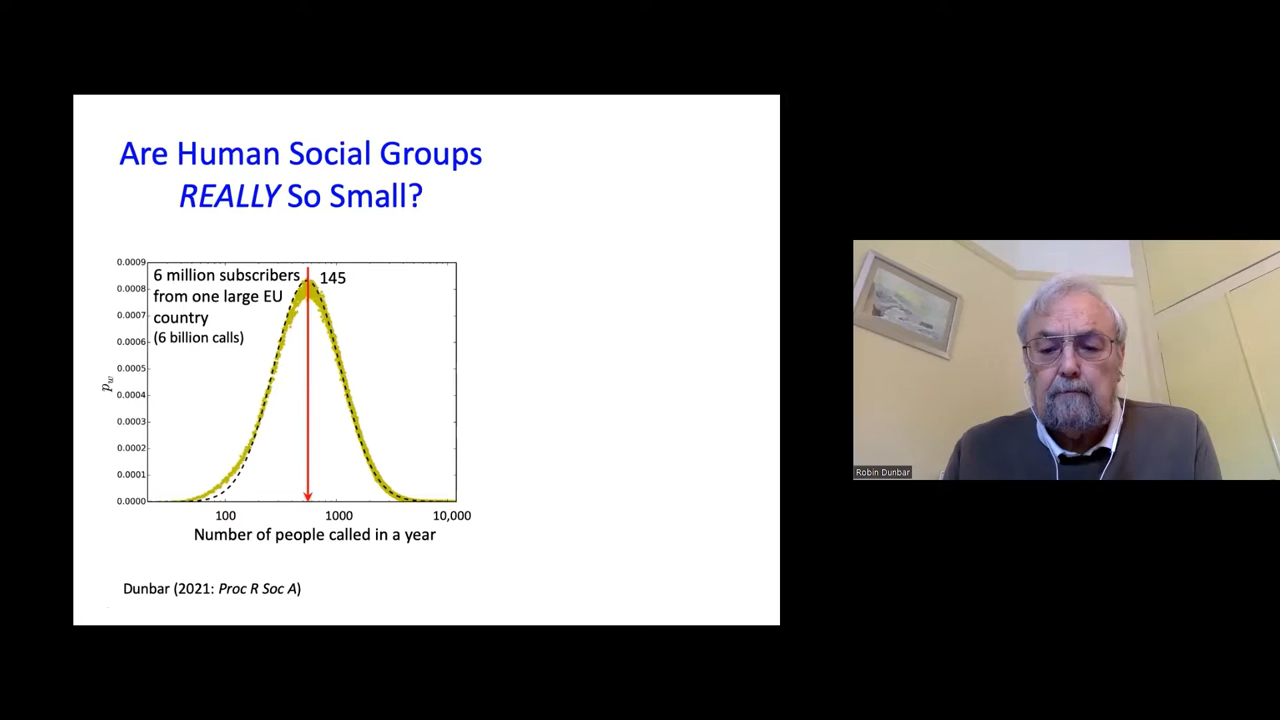 Are Human Social Groups
REALLY So Small?
0.0009
0.0008
0.0007
0.0006
0.0005
0.0004
0.0003
0.0002
0.0001
0.0000
p_w
6 million subscribers
from one large EU
country
(6 billion calls)
145
100
1000
10,000
Number of people called in a year
Dunbar (2021: Proc R Soc A)
Robin Dunbar